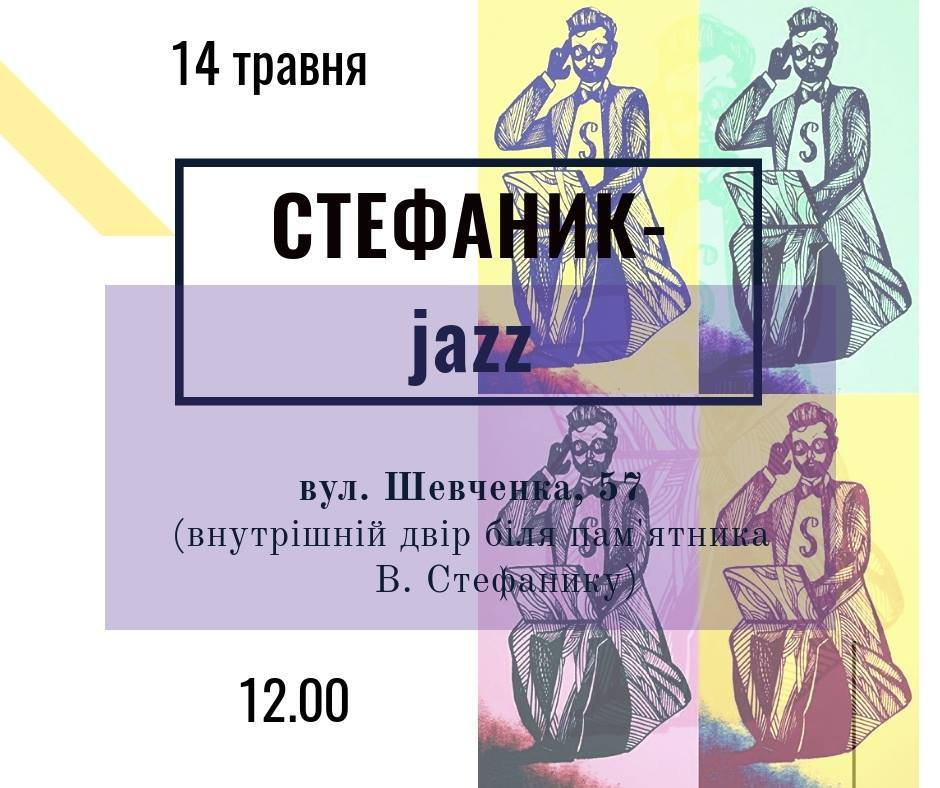 14 травня
СТЕФАНИК-
jazz
вул. Шевченка, 57
(внутрішній двір біля пам'ятника
В. Стефанику)
12.00
S
S
S
S